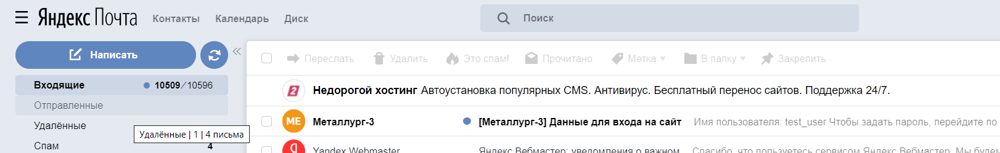 Яндекс Почта Контакты Календарь Диск Поиск
Написать
Переслать Удалить Это спам! Прочитано Метка В папку Закрепить
Входящие 10509/10596
Недорогой хостинг Автоустановка популярных CMS. Антивирус. Бесплатный перенос сайтов. Поддержка 24/7.
Отправленные
Удалённые
ME Металлург-3 [Металлург-3] Данные для входа на сайт Имя пользователя: test_user Чтобы задать пароль, перейдите по
Удалённые | 1 | 4 письма
Спам 4
Я Yandex.Webmaster Яндекс.Вебмастер: уведомления о важном Спасибо, что пользуетесь сервисом Яндекс.Вебмастер. Мы будем